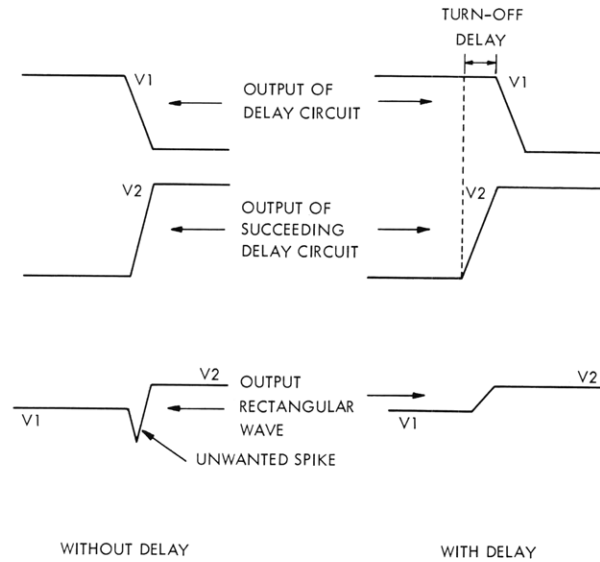 TURN-OFF
DELAY
V1
OUTPUT OF
DELAY CIRCUIT
V1
V2
OUTPUT OF
SUCCEEDING
DELAY CIRCUIT
V2
V1
V2
OUTPUT
RECTANGULAR
WAVE
V1
V2
UNWANTED SPIKE
WITHOUT DELAY
WITH DELAY